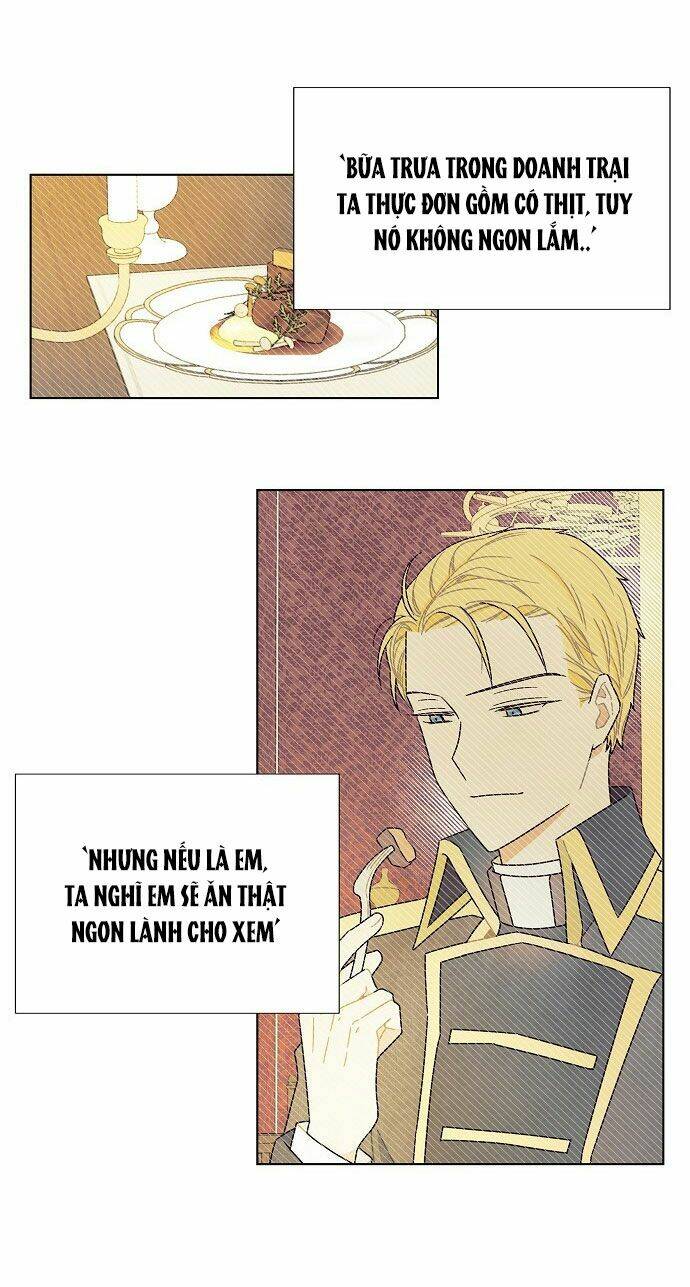 ‘BỮA TRƯA TRONG DOANH TRẠI
TA THỰC ĐƠN GỒM CÓ THỊT, TUY
NÓ KHÔNG NGON LẮM..’
‘NHƯNG NẾU LÀ EM,
TA NGHĨ EM SẼ ĂN THẬT
NGON LÀNH CHO XEM’